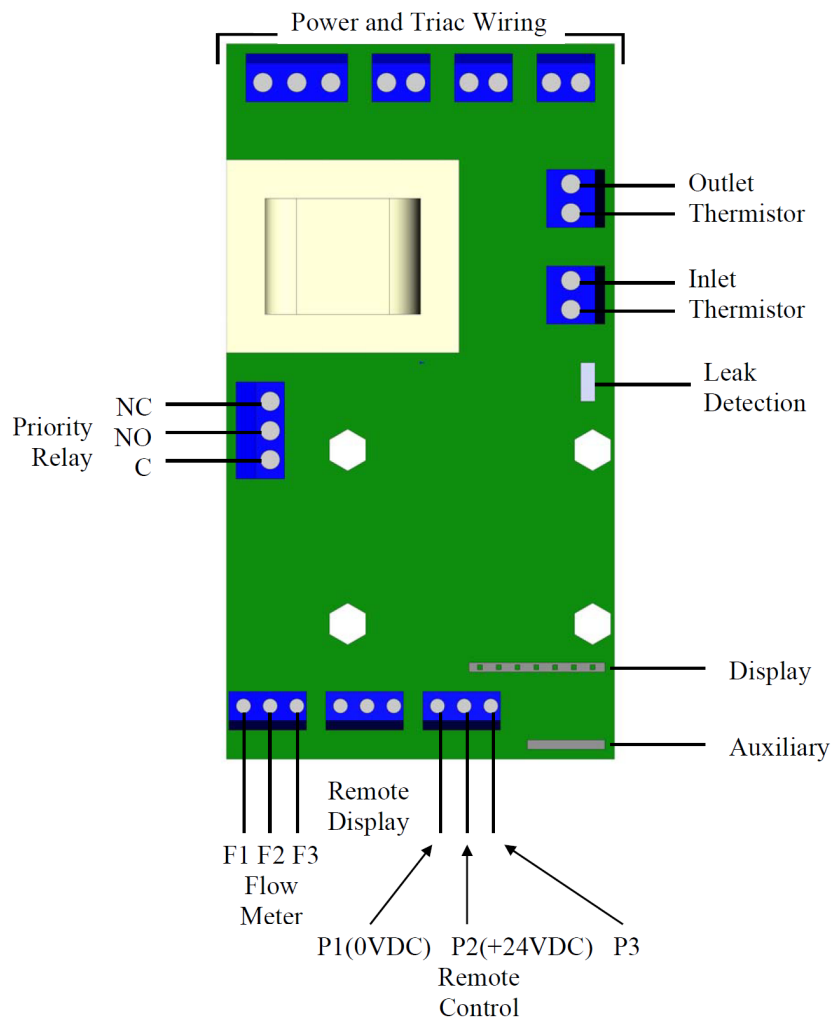 Power and Triac Wiring
Outlet
Thermistor
Inlet
Thermistor
Leak
Detection
Priority
Relay
NC
NO
C
Display
Auxiliary
Remote
Display
F1 F2 F3
Flow
Meter
P1(0VDC) P2(+24VDC) P3
Remote
Control